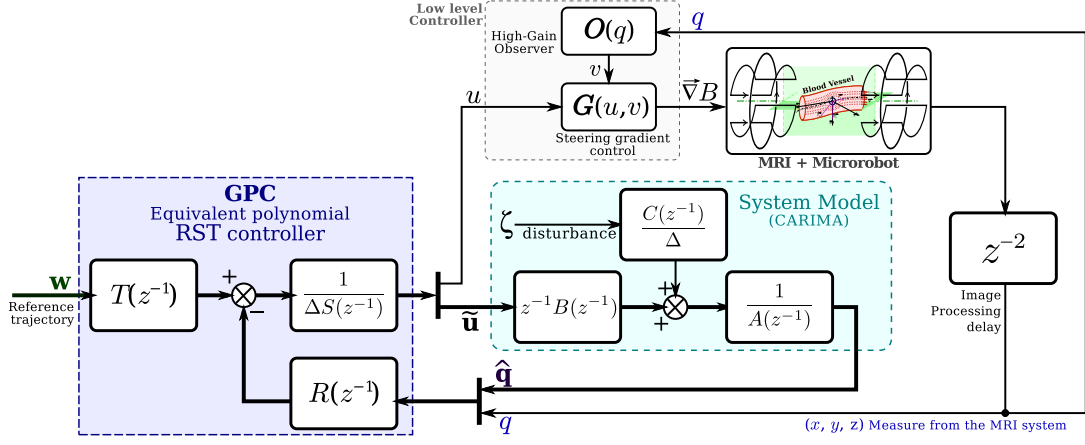 Low level
Controller
High-Gain
Observer
O(q)
q
v
u
G(u,v)
∇⃗B
Steering gradient
control
Blood Vessel
MRI + Microrobot
GPC
Equivalent polynomial
RST controller
w
Reference
trajectory
T(z⁻¹)
+
−
1
ΔS(z⁻¹)
R(z⁻¹)
ũ
System Model
(CARIMA)
ζ
disturbance
C(z⁻¹)
Δ
z⁻¹B(z⁻¹)
+
+
1
A(z⁻¹)
z⁻²
Image
Processing
delay
q̂
q
(x, y, z) Measure from the MRI system